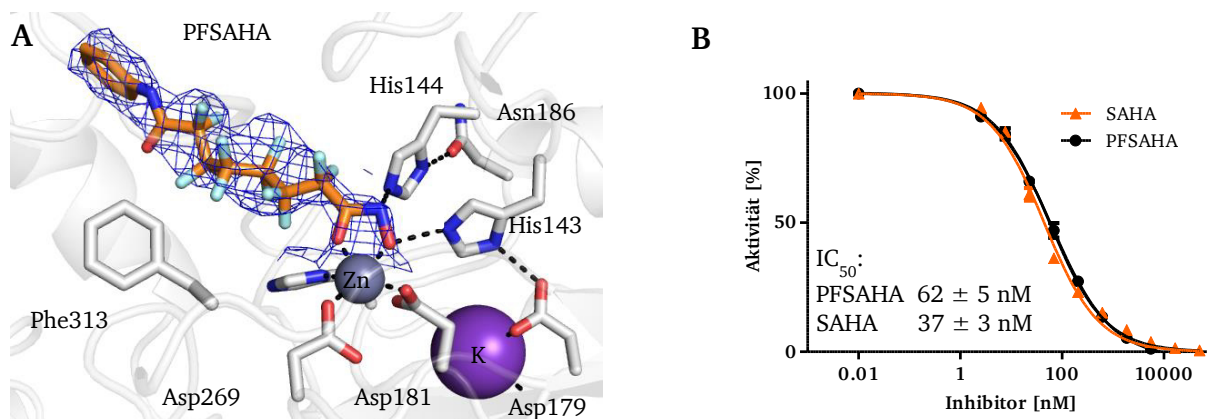 A
PFSAHA
His144
Asn186
His143
Zn
Phe313
K
Asp269
Asp181
Asp179
B
Aktivität [%]
100
50
0
SAHA
PFSAHA
IC50:
PFSAHA 62 ± 5 nM
SAHA 37 ± 3 nM
0.01 1 100 10000
Inhibitor [nM]